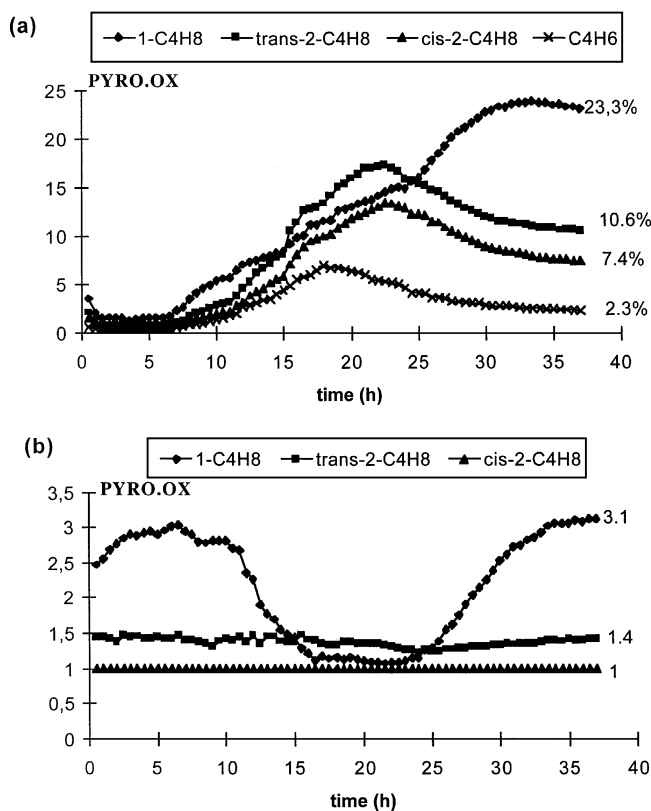 (a)
1-C4H8 trans-2-C4H8 cis-2-C4H8 C4H6
PYRO.OX
25
20
15
10
5
0
23,3%
10.6%
7.4%
2.3%
0 5 10 15 20 25 30 35 40
time (h)
(b)
1-C4H8 trans-2-C4H8 cis-2-C4H8
PYRO.OX
3,5
3
2,5
2
1,5
1
0,5
0
3.1
1.4
1
0 5 10 15 20 25 30 35 40
time (h)